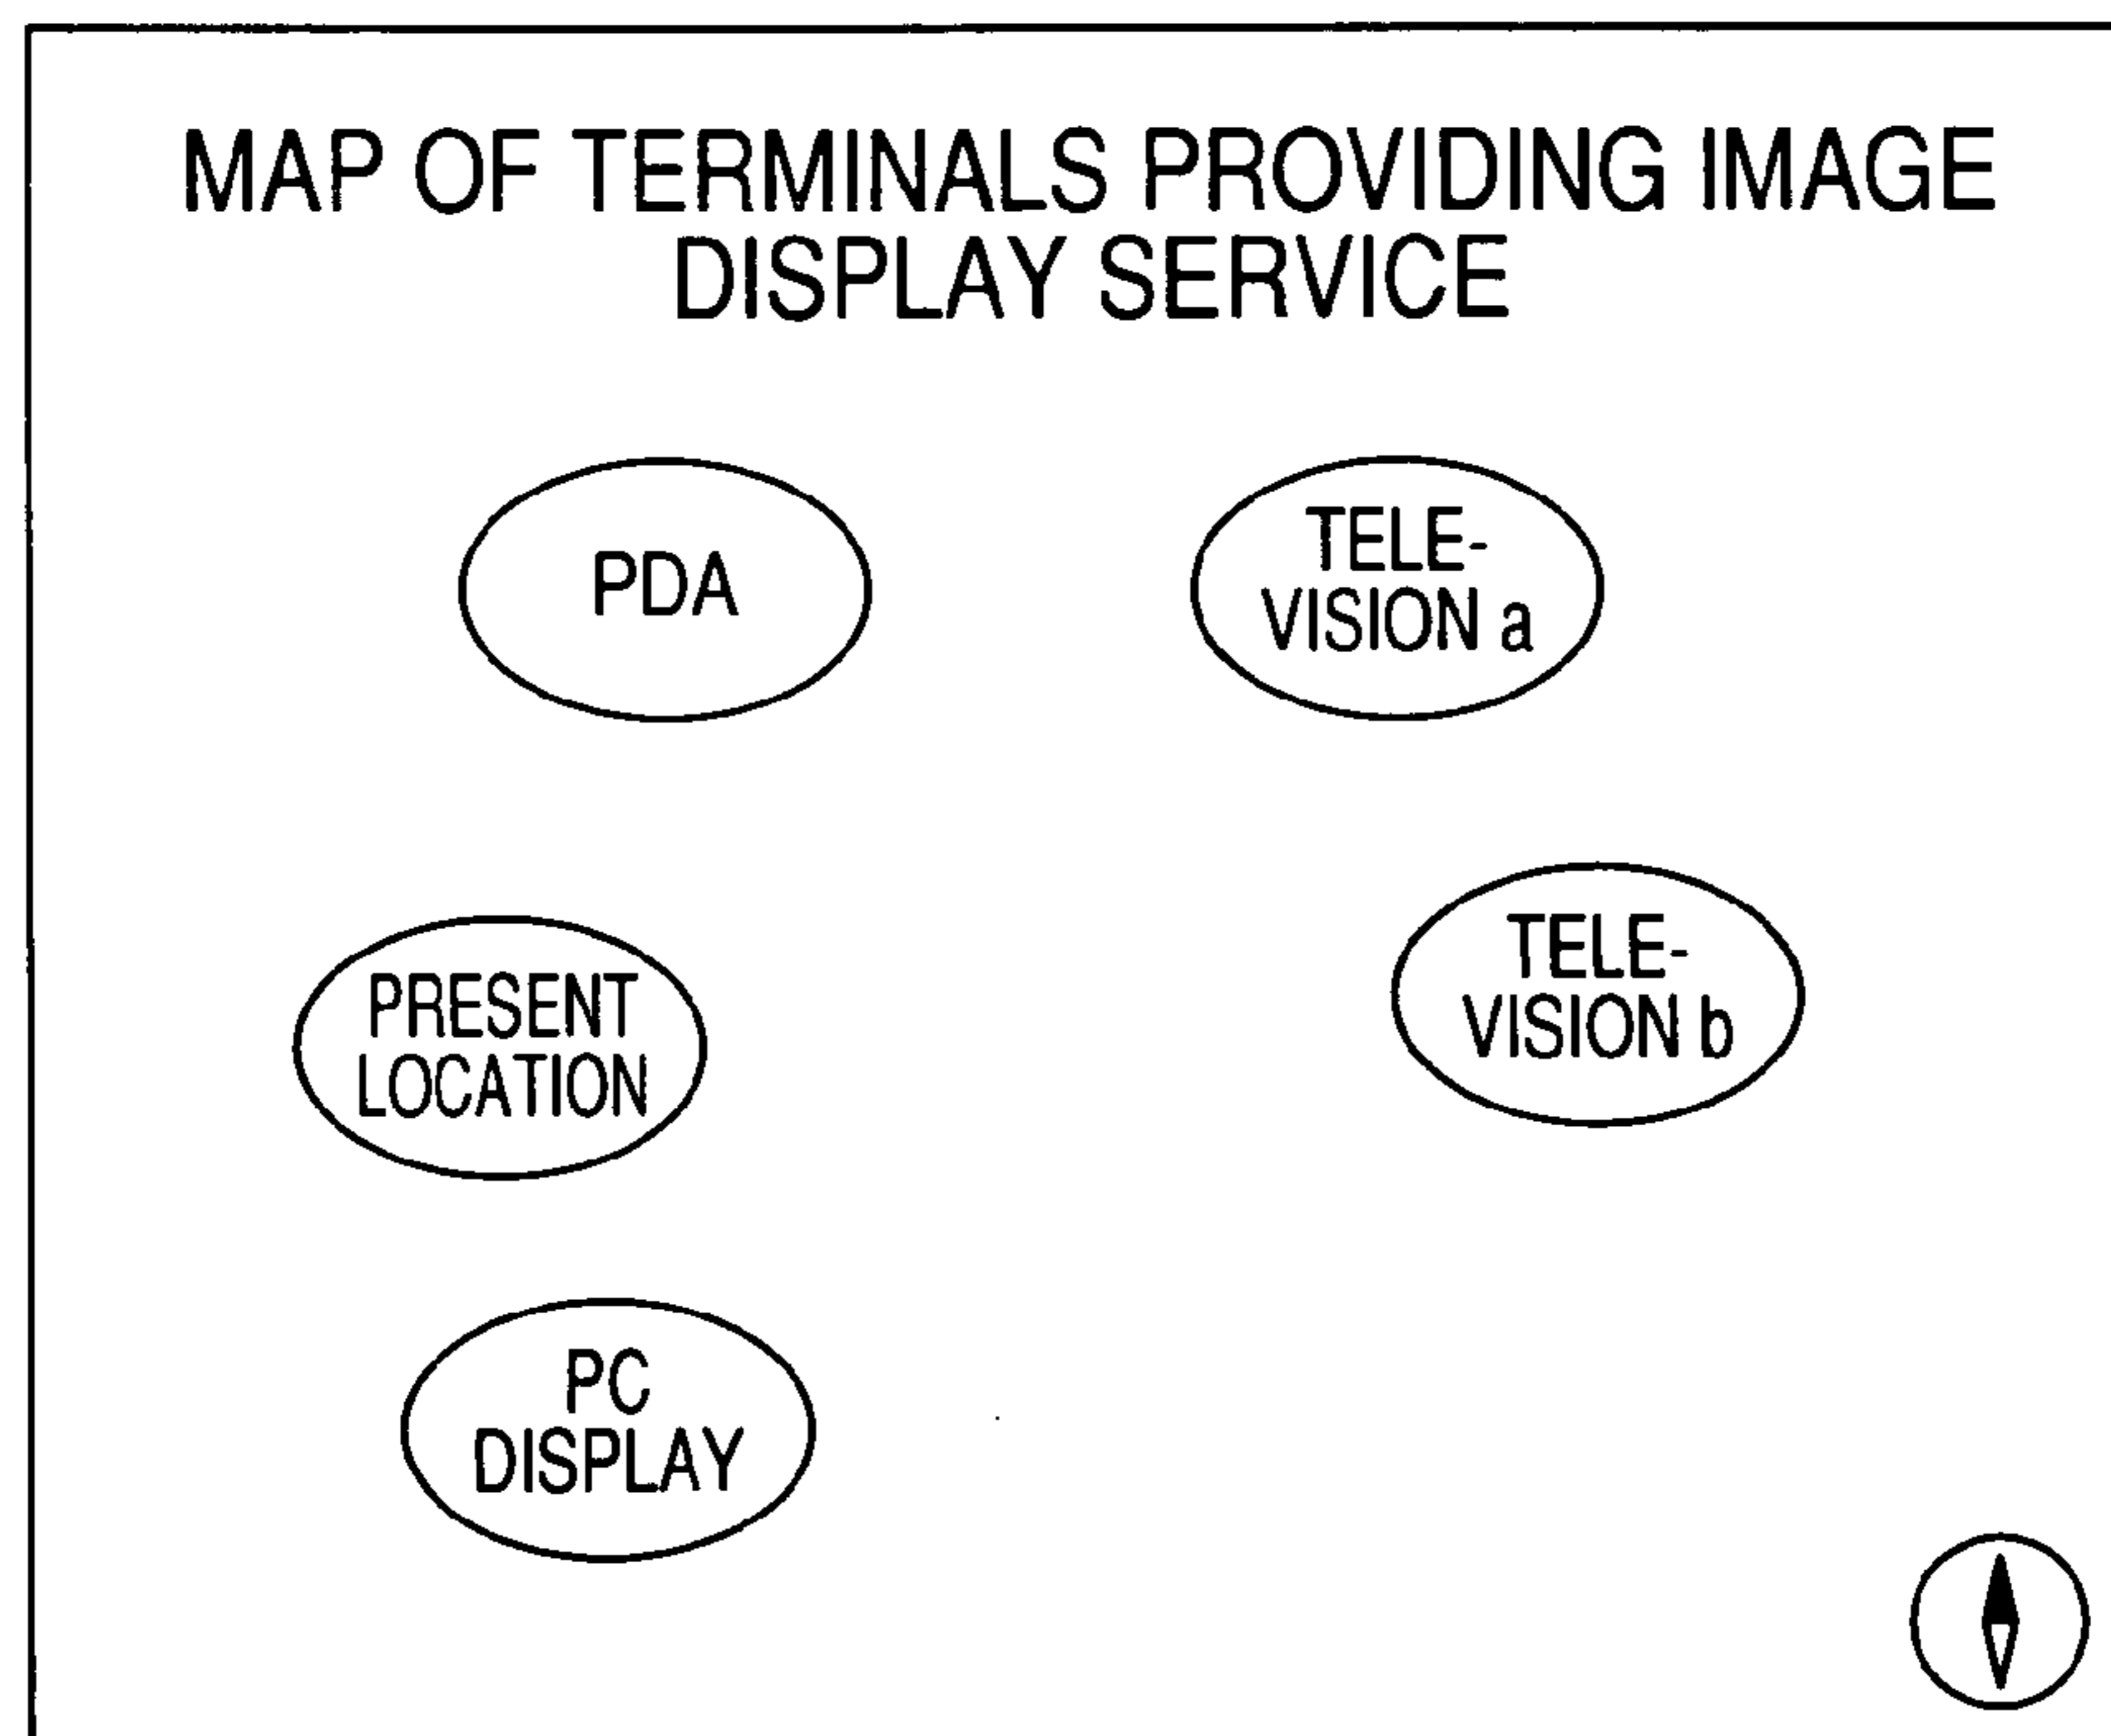 MAP OF TERMINALS PROVIDING IMAGE
DISPLAY SERVICE
PDA
TELE-
VISION a
TELE-
VISION b
PRESENT
LOCATION
PC
DISPLAY